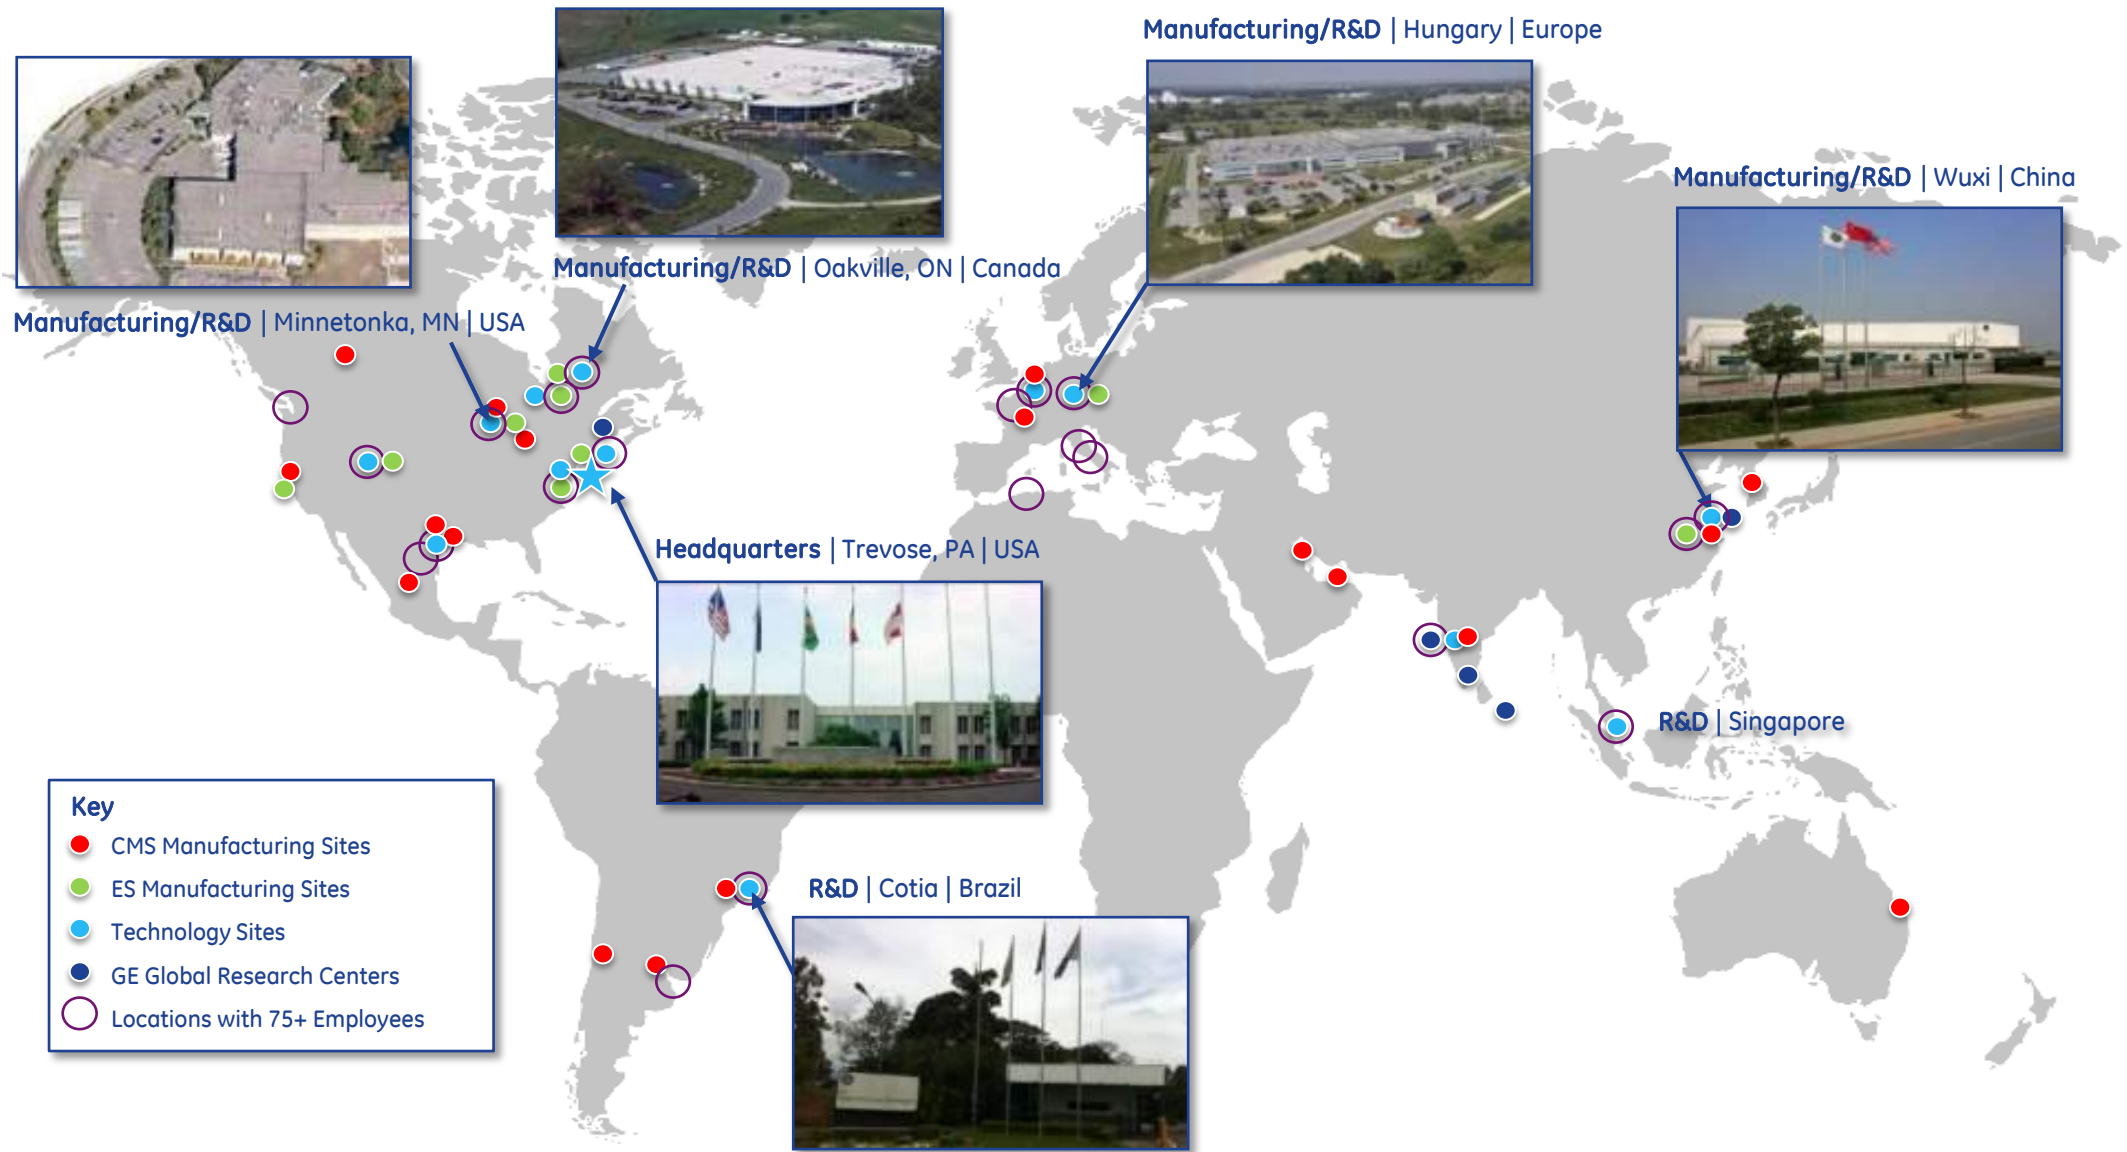 Manufacturing/R&D | Hungary | Europe
Manufacturing/R&D | Wuxi | China
Manufacturing/R&D | Oakville, ON | Canada
Manufacturing/R&D | Minnetonka, MN | USA
Headquarters | Trevose, PA | USA
R&D | Singapore
R&D | Cotia | Brazil
Key
CMS Manufacturing Sites
ES Manufacturing Sites
Technology Sites
GE Global Research Centers
Locations with 75+ Employees